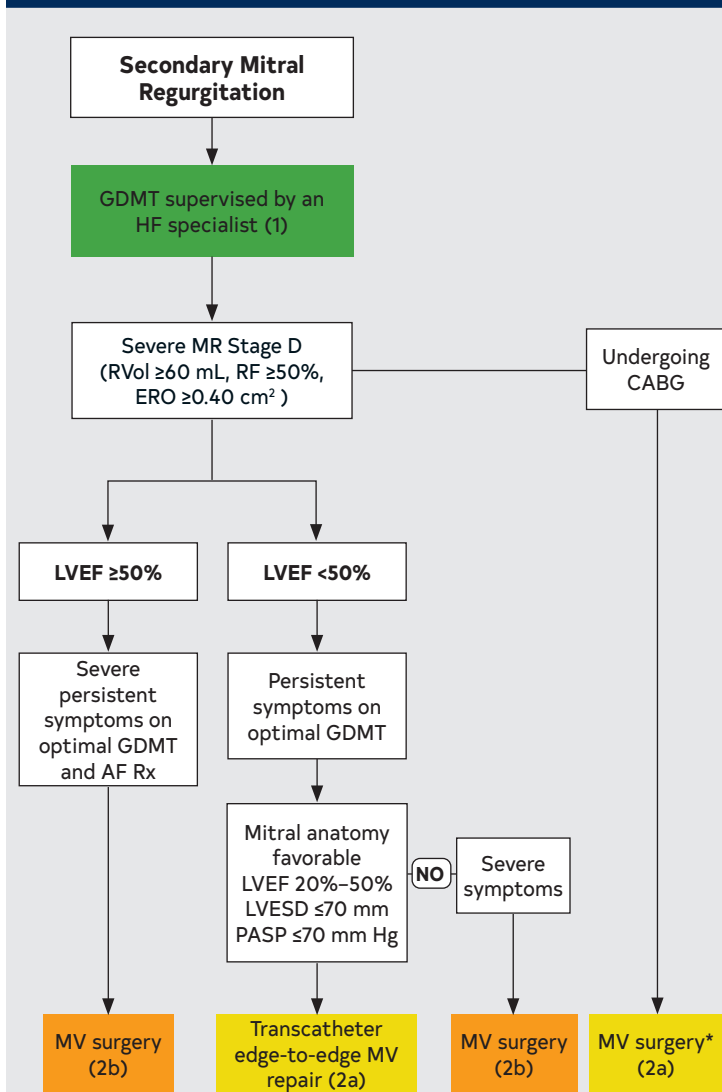 Secondary Mitral
Regurgitation
GDMT supervised by an
HF specialist (1)
Severe MR Stage D
(RVol ≥60 mL, RF ≥50%,
ERO ≥0.40 cm² )
Undergoing
CABG
LVEF ≥50%
LVEF <50%
Severe
persistent
symptoms on
optimal GDMT
and AF Rx
Persistent
symptoms on
optimal GDMT
Mitral anatomy
favorable
LVEF 20%–50%
LVESD ≤70 mm
PASP ≤70 mm Hg
NO
Severe
symptoms
MV surgery
(2b)
Transcatheter
edge-to-edge MV
repair (2a)
MV surgery
(2b)
MV surgery*
(2a)